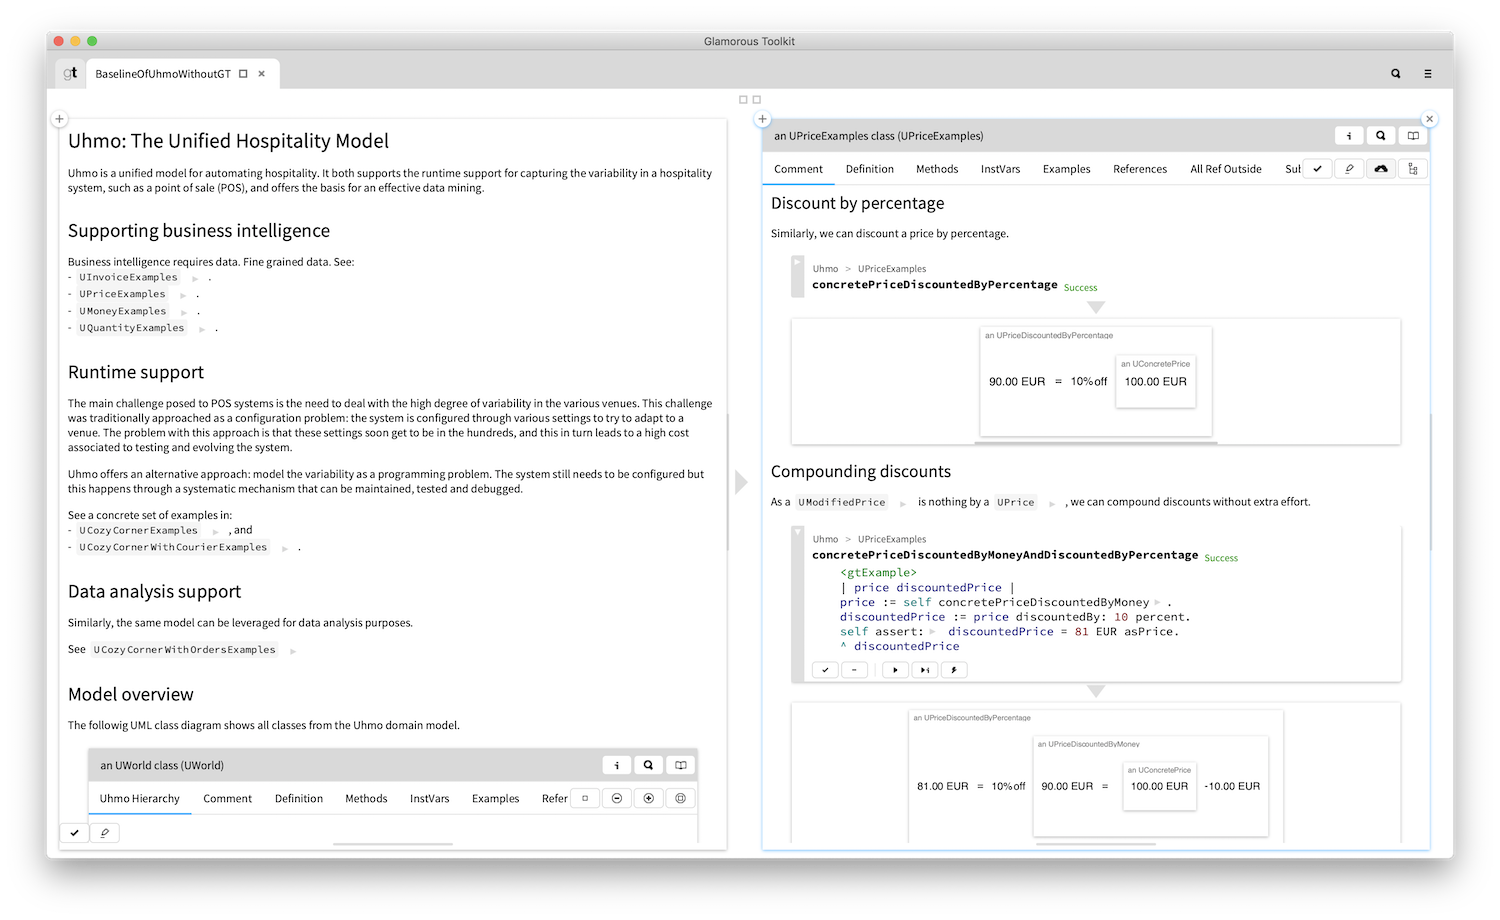 Glamorous Toolkit
gt
BaselineOfUhmoWithoutGT
Uhmo: The Unified Hospitality Model
Uhmo is a unified model for automating hospitality. It both supports the runtime support for capturing the variability in a hospitality
system, such as a point of sale (POS), and offers the basis for an effective data mining.
Supporting business intelligence
Business intelligence requires data. Fine grained data. See:
- UInvoiceExamples .
- UPriceExamples .
- UMoneyExamples .
- UQuantityExamples .
Runtime support
The main challenge posed to POS systems is the need to deal with the high degree of variability in the various venues. This challenge
was traditionally approached as a configuration problem: the system is configured through various settings to try to adapt to a
venue. The problem with this approach is that these settings soon get to be in the hundreds, and this in turn leads to a high cost
associated to testing and evolving the system.
Uhmo offers an alternative approach: model the variability as a programming problem. The system still needs to be configured but
this happens through a systematic mechanism that can be maintained, tested and debugged.
See a concrete set of examples in:
- UCozyCornerExamples , and
- UCozyCornerWithCourierExamples .
Data analysis support
Similarly, the same model can be leveraged for data analysis purposes.
See UCozyCornerWithOrdersExamples
Model overview
The followig UML class diagram shows all classes from the Uhmo domain model.
an UWorld class (UWorld)
Uhmo Hierarchy Comment Definition Methods InstVars Examples Refer
an UPriceExamples class (UPriceExamples)
Comment Definition Methods InstVars Examples References All Ref Outside Sul
Discount by percentage
Similarly, we can discount a price by percentage.
Uhmo > UPriceExamples
concretePriceDiscountedByPercentage Success
an UPriceDiscountedByPercentage
an UConcretePrice
90.00 EUR = 10% off 100.00 EUR
Compounding discounts
As a UModifiedPrice is nothing by a UPrice , we can compound discounts without extra effort.
Uhmo > UPriceExamples
concretePriceDiscountedByMoneyAndDiscountedByPercentage Success
<gtExample>
| price discountedPrice |
price := self concretePriceDiscountedByMoney .
discountedPrice := price discountedBy: 10 percent.
self assert: discountedPrice = 81 EUR asPrice.
^ discountedPrice
an UPriceDiscountedByPercentage
an UPriceDiscountedByMoney
an UConcretePrice
81.00 EUR = 10% off 90.00 EUR = 100.00 EUR -10.00 EUR